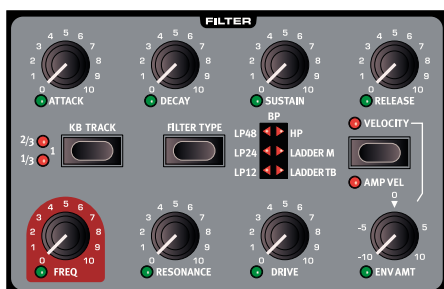 FILTER
0 1 2 3 4 5 6 7 8 9 10
ATTACK
0 1 2 3 4 5 6 7 8 9 10
DECAY
0 1 2 3 4 5 6 7 8 9 10
SUSTAIN
0 1 2 3 4 5 6 7 8 9 10
RELEASE
KB TRACK
2/3
1
1/3
FILTER TYPE
BP
LP48 HP
LP24 LADDER M
LP12 LADDER TB
VELOCITY
AMP VEL
0 1 2 3 4 5 6 7 8 9 10
FREQ
0 1 2 3 4 5 6 7 8 9 10
RESONANCE
0 1 2 3 4 5 6 7 8 9 10
DRIVE
-10 -5 0 5 10
ENV AMT